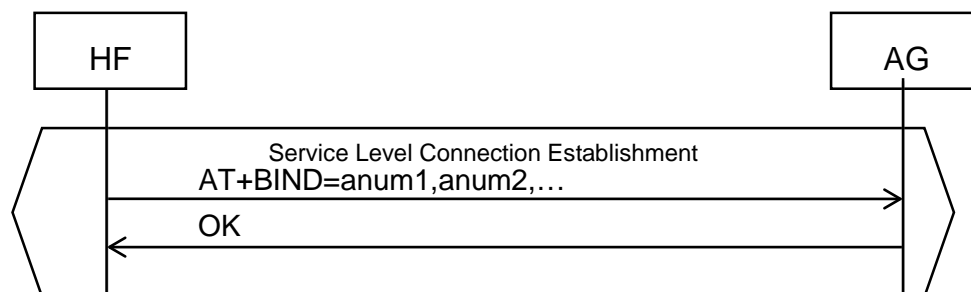 HF
AG
Service Level Connection Establishment
AT+BIND=anum1,anum2,…
OK